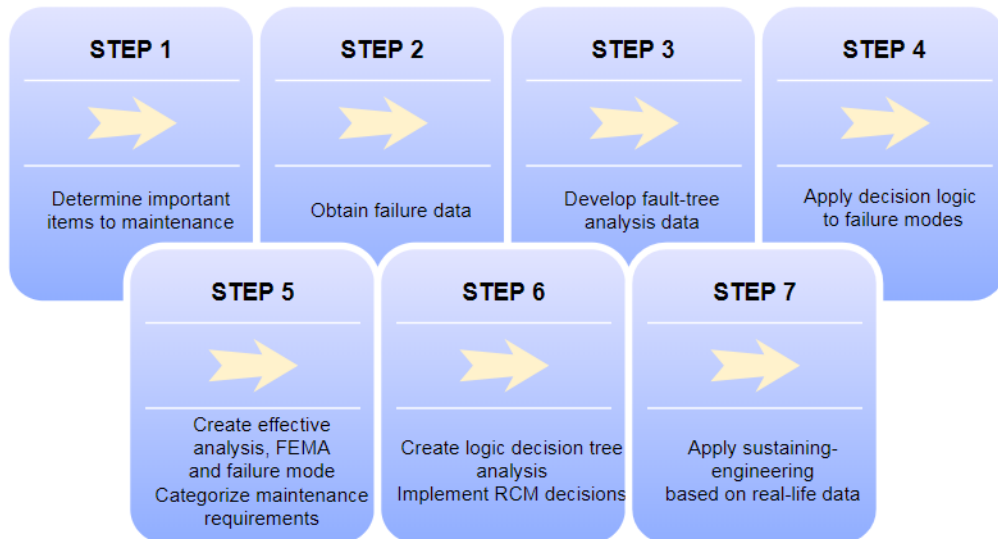 STEP 1
Determine important
items to maintenance
STEP 2
Obtain failure data
STEP 3
Develop fault-tree
analysis data
STEP 4
Apply decision logic
to failure modes
STEP 5
Create effective
analysis, FEMA
and failure mode
Categorize maintenance
requirements
STEP 6
Create logic decision tree
analysis
Implement RCM decisions
STEP 7
Apply sustaining-
engineering
based on real-life data